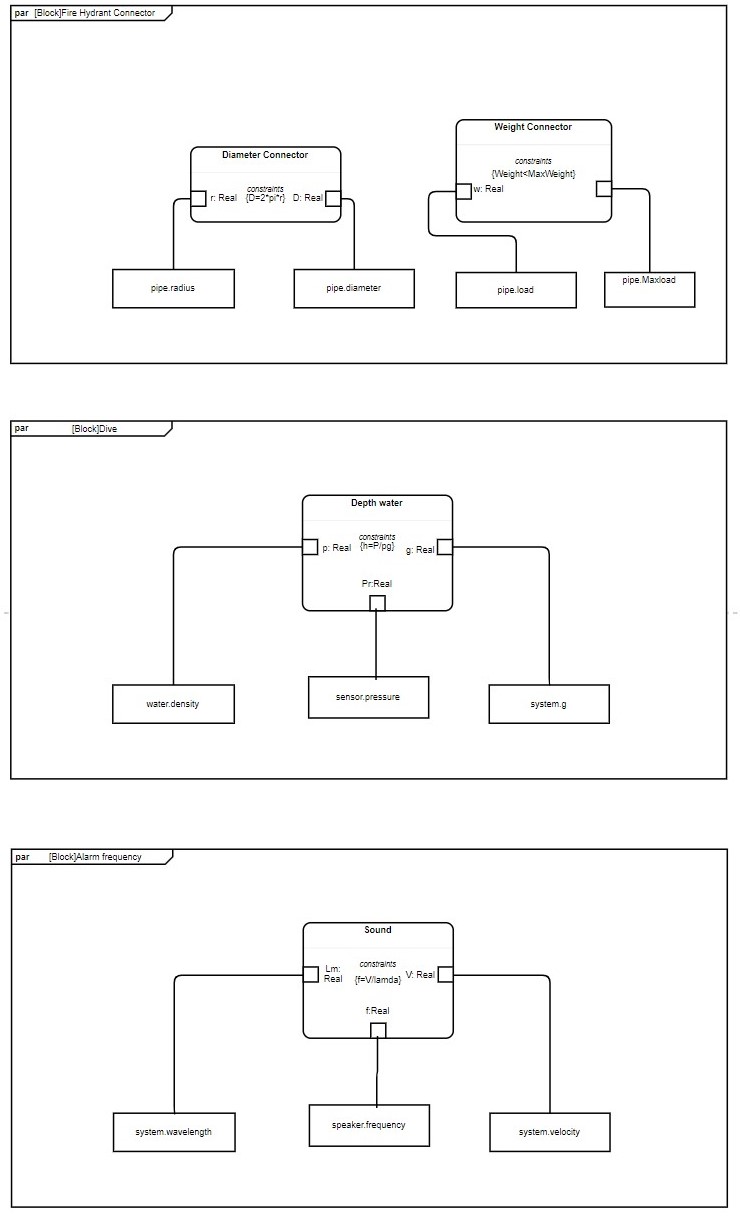 par [Block]Fire Hydrant Connector
Weight Connector
constraints
{Weight<MaxWeight}
w: Real
Diameter Connector
constraints
r: Real {D=2*pi*r} D: Real
pipe.radius
pipe.diameter
pipe.load
pipe.Maxload
par [Block]Dive
Depth water
constraints
p: Real {h=P/pg} g: Real
Pr:Real
water.density
sensor.pressure
system.g
par [Block]Alarm frequency
Sound
constraints
Lm:
Real {f=V/lamda} V: Real
f:Real
system.wavelength
speaker.frequency
system.velocity